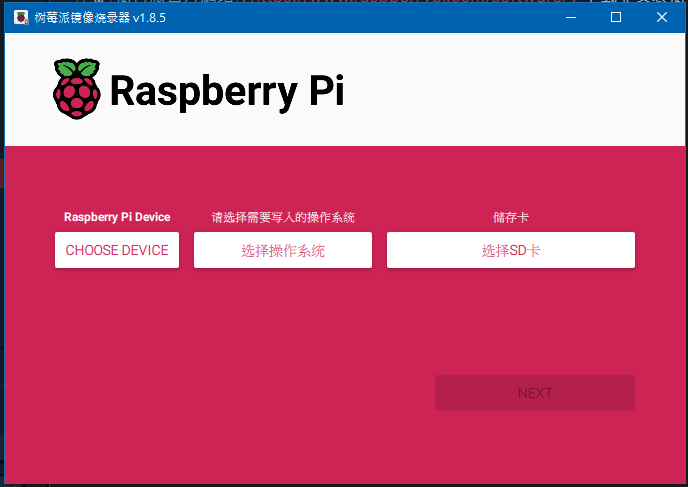 树莓派镜像烧录器 v1.8.5
Raspberry Pi
Raspberry Pi Device
请选择需要写入的操作系统
储存卡
CHOOSE DEVICE
选择操作系统
选择SD卡
NEXT